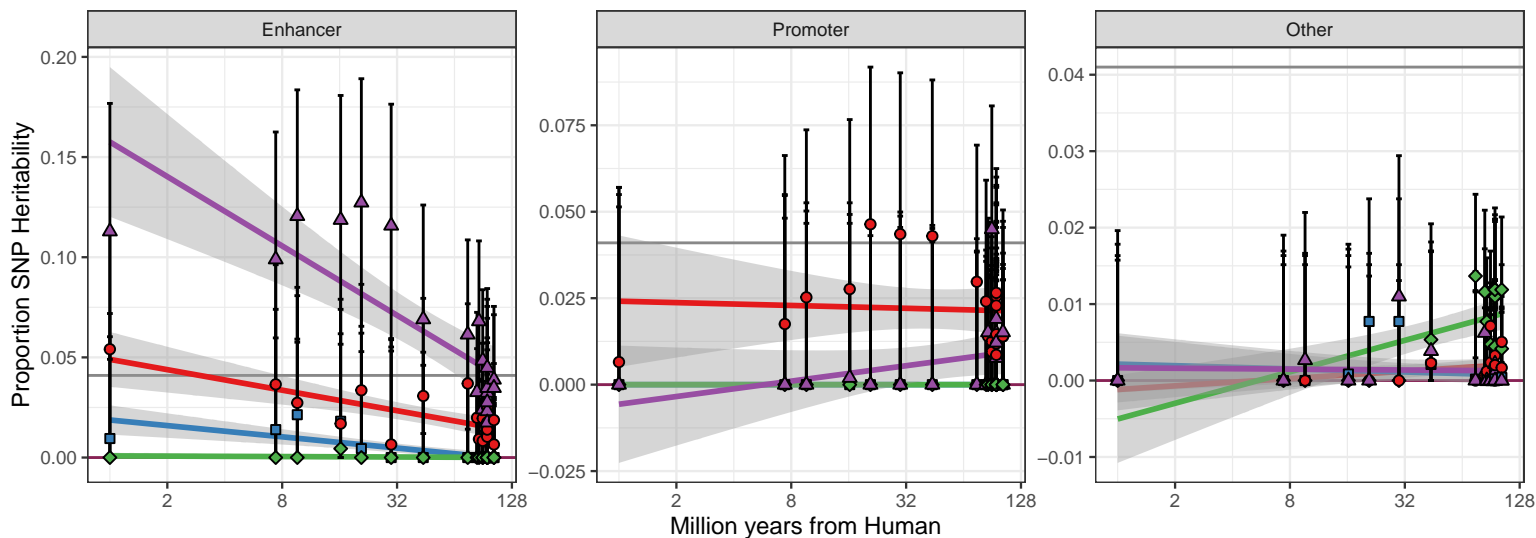 Enhancer
Promoter
Other
Proportion SNP Heritability
0.20
0.15
0.10
0.05
0.00
0.075
0.050
0.025
0.000
−0.025
0.04
0.03
0.02
0.01
0.00
−0.01
2 8 32 128
2 8 32 128
2 8 32 128
Million years from Human